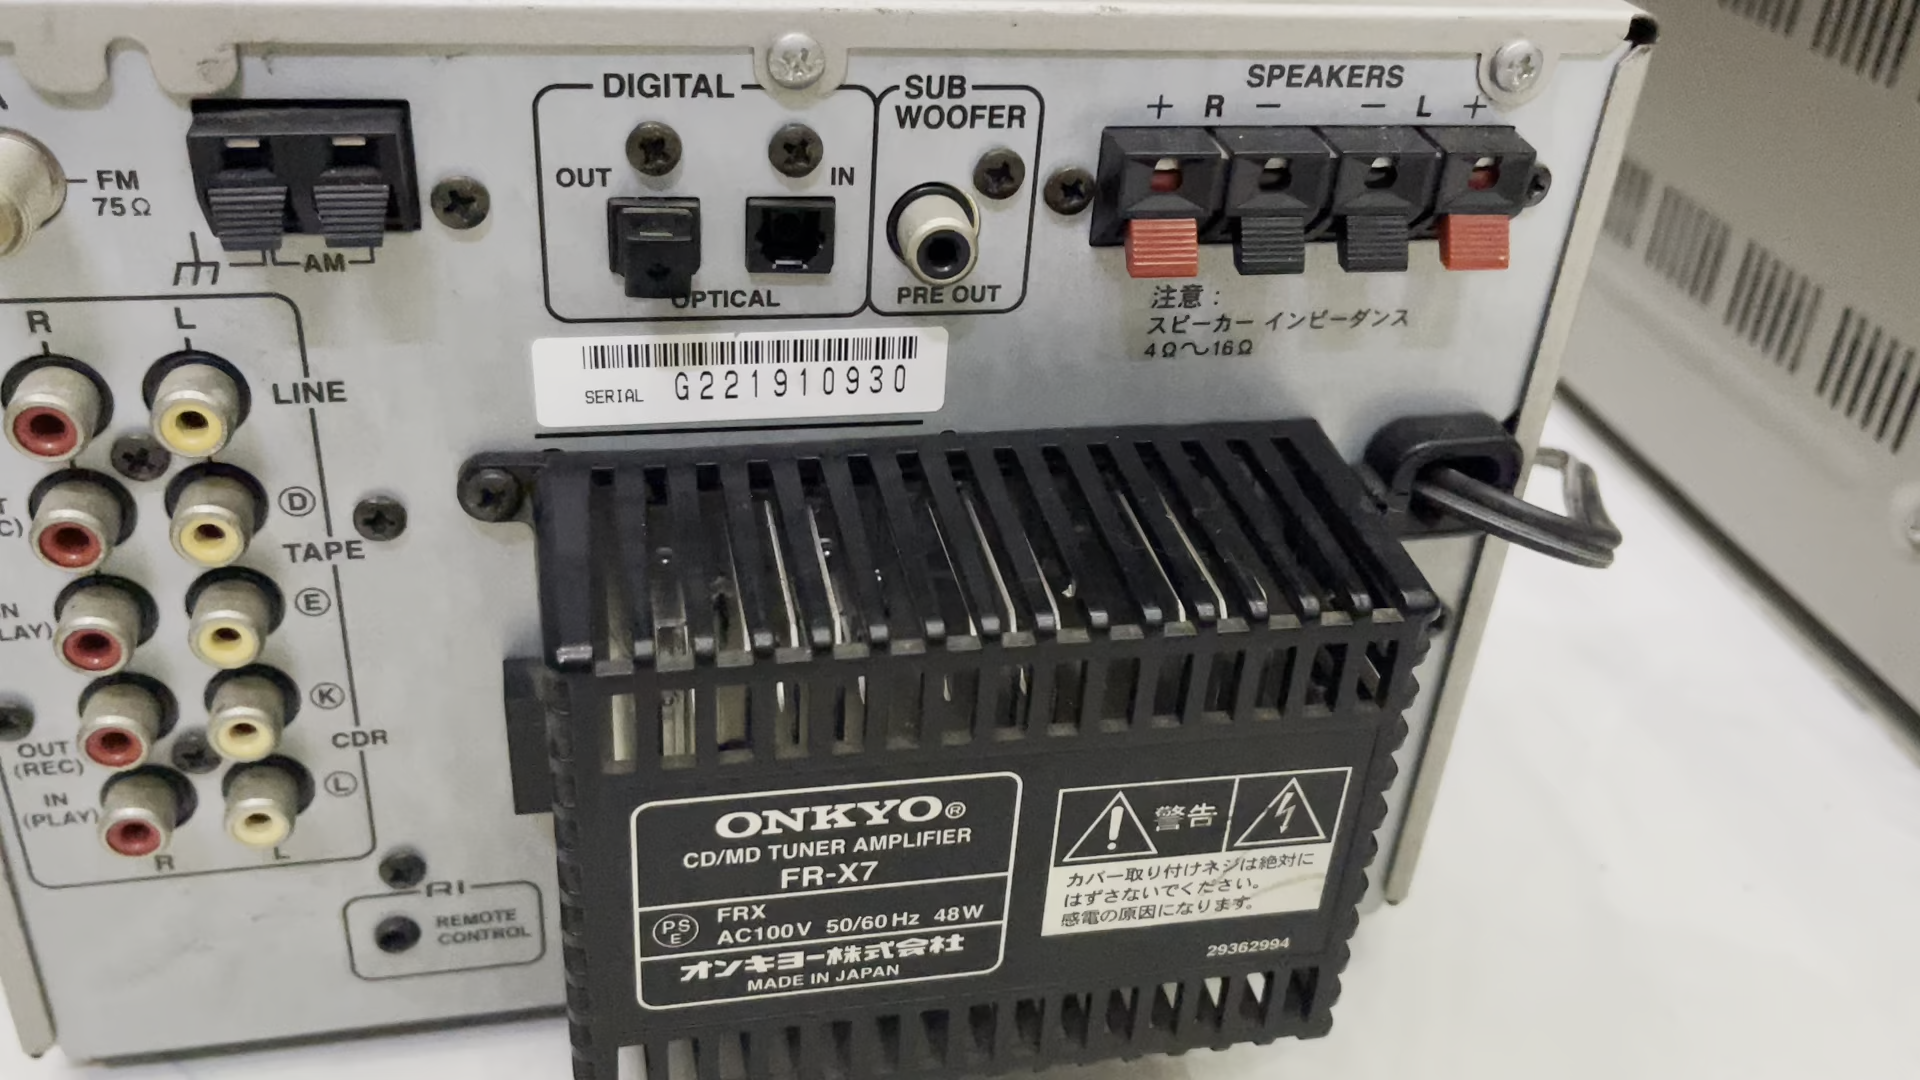 FM
75Ω
AM
DIGITAL
OUT
IN
OPTICAL
SUB
WOOFER
PRE OUT
SPEAKERS
+ R − − L +
注意：
スピーカー インピーダンス
4Ω～16Ω
SERIAL G221910930
R L
LINE
D
TAPE
E
K
CDR
OUT
(REC)
L
IN
(PLAY)
R L
RI
REMOTE
CONTROL
ONKYO®
CD/MD TUNER AMPLIFIER
FR-X7
PSE
FRX
AC100V 50/60Hz 48W
オンキヨー株式会社
MADE IN JAPAN
警告
カバー取り付けネジは絶対に
はずさないでください。
感電の原因になります。
29362994